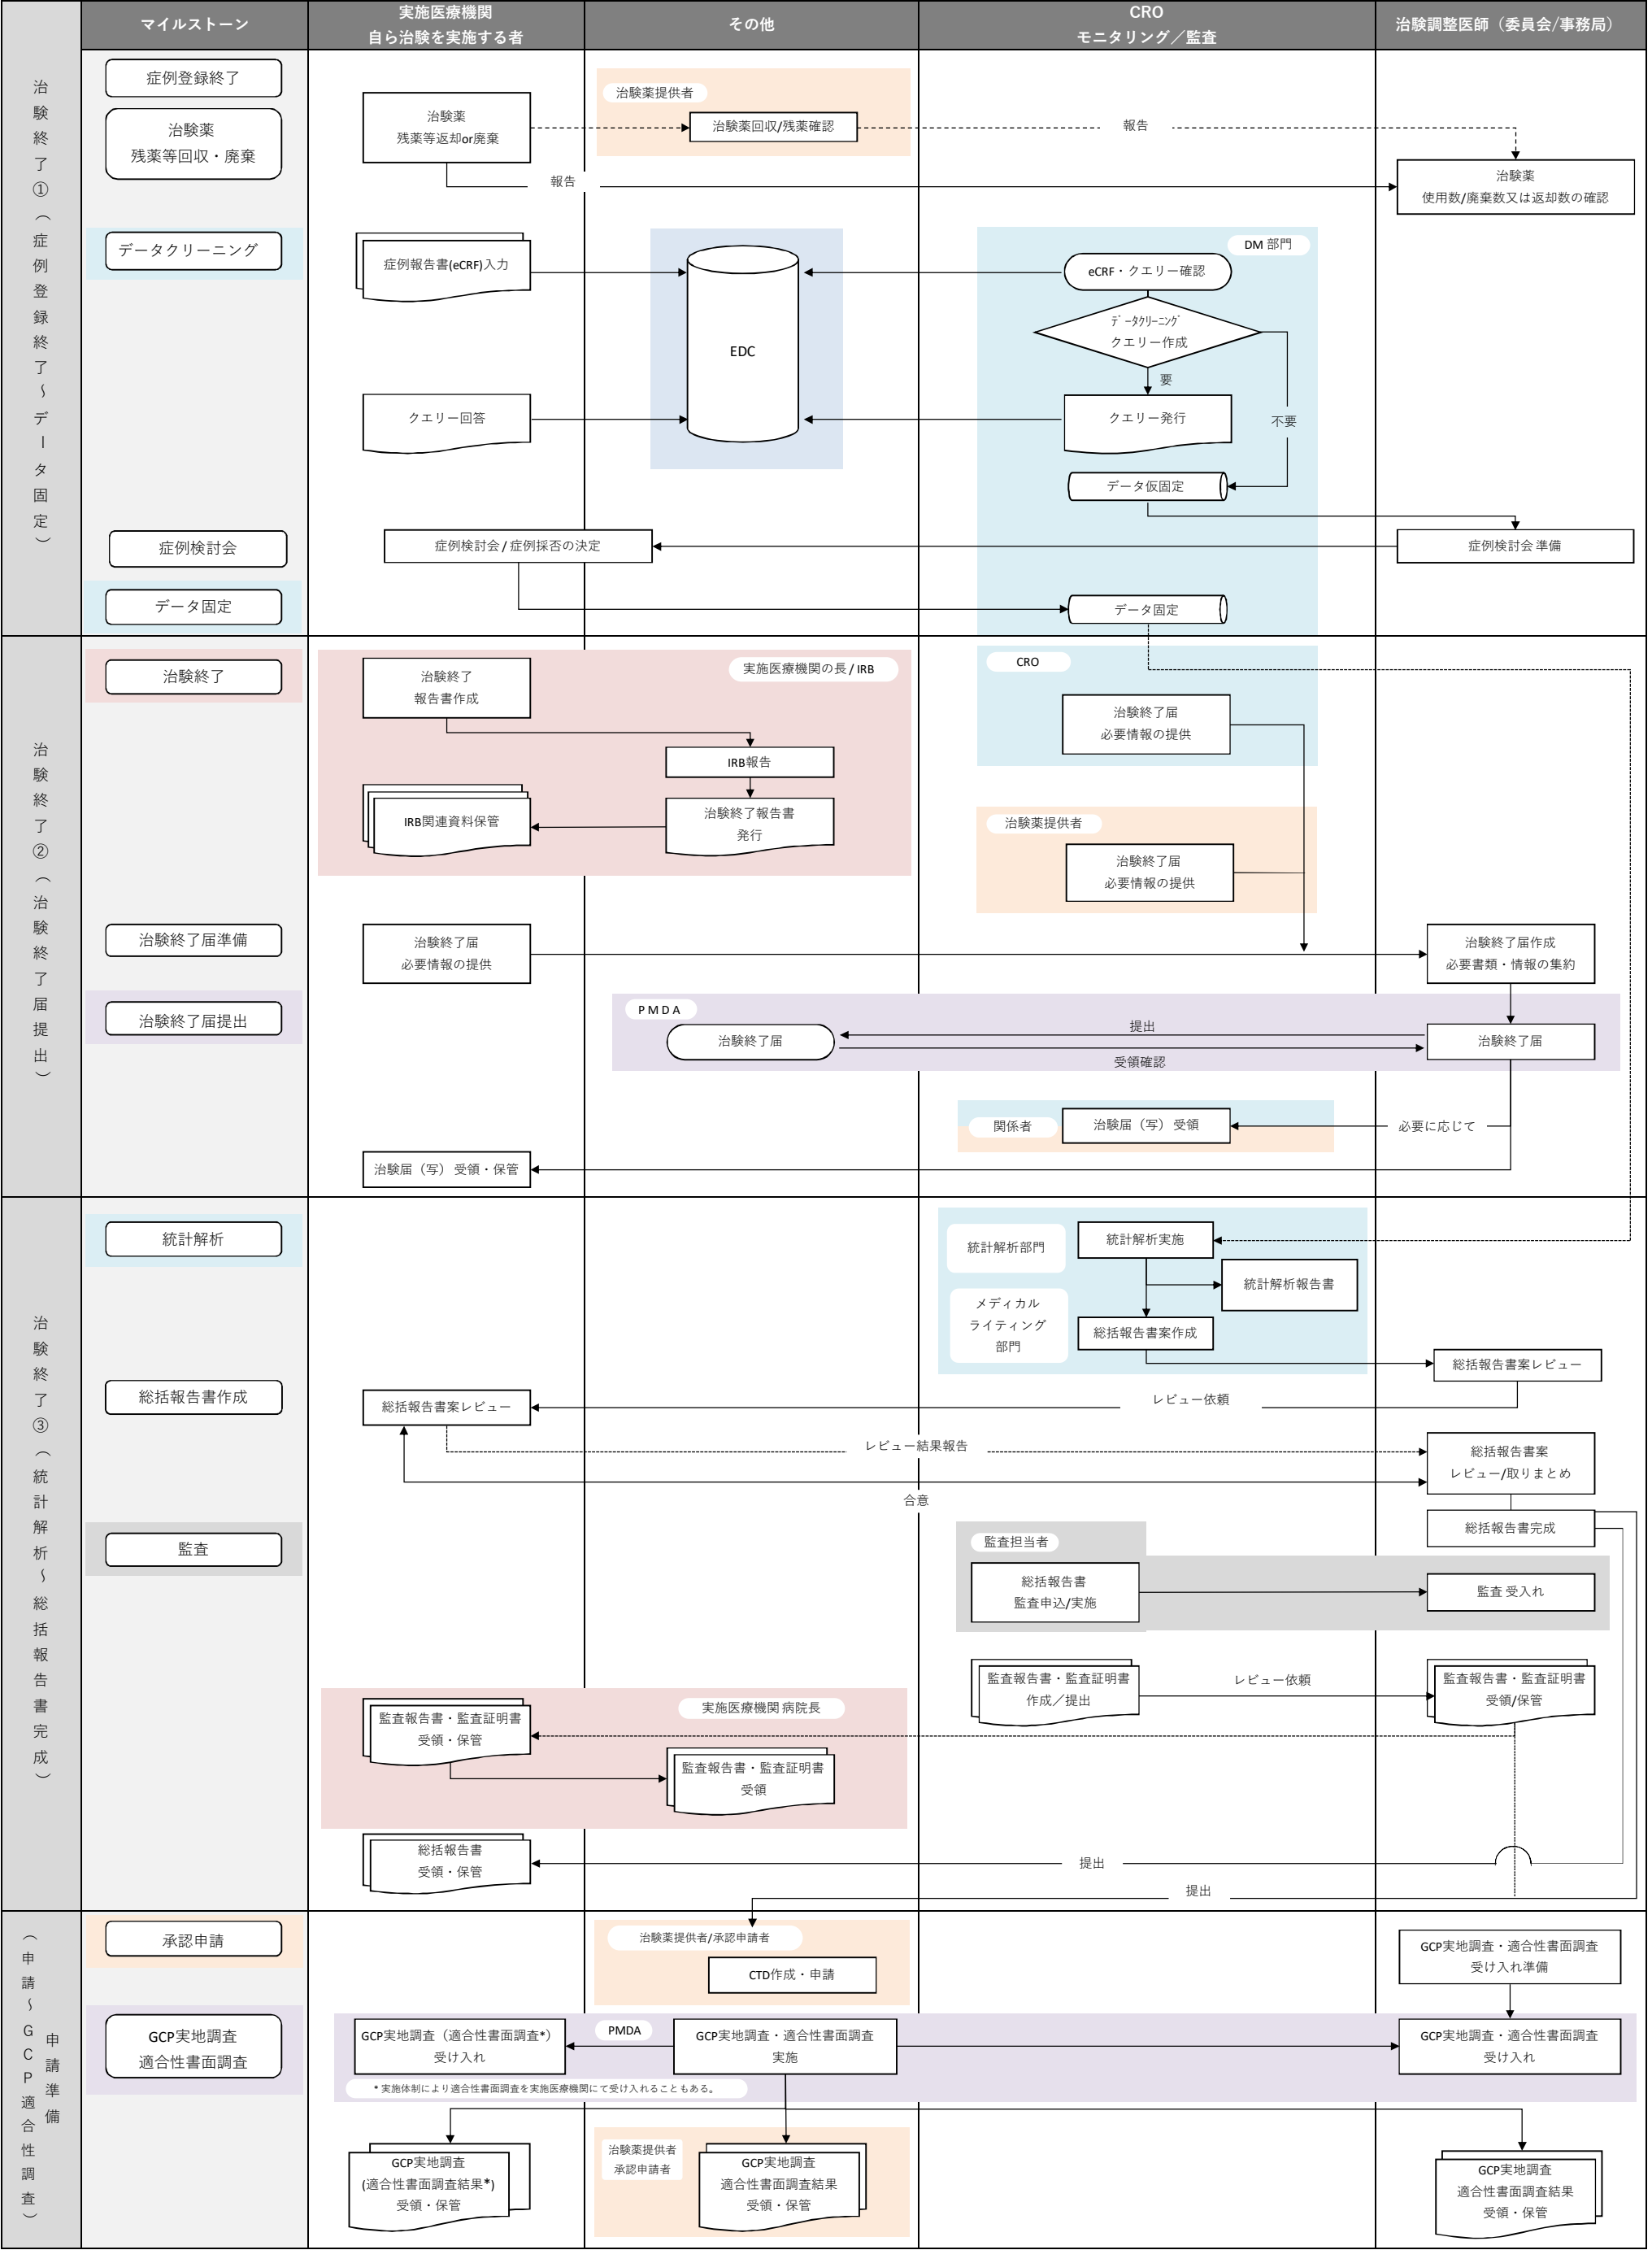 マイルストーン
実施医療機関
自ら治験を実施する者
その他
CRO
モニタリング／監査
治験調整医師（委員会/事務局）
治験終了①（症例登録終了～データ固定）
症例登録終了
治験薬
残薬等回収・廃棄
治験薬
残薬等返却or廃棄
治験薬提供者
治験薬回収/残薬確認
報告
報告
治験薬
使用数/廃棄数又は返却数の確認
データクリーニング
症例報告書(eCRF)入力
EDC
DM 部門
eCRF・クエリー確認
ﾃﾞｰﾀｸﾘｰﾆﾝｸﾞ
クエリー作成
要
不要
クエリー回答
クエリー発行
データ仮固定
症例検討会
症例検討会 / 症例採否の決定
症例検討会 準備
データ固定
データ固定
治験終了②（治験終了届提出）
治験終了
治験終了
報告書作成
実施医療機関の長 / IRB
IRB報告
IRB関連資料保管
治験終了報告書
発行
CRO
治験終了届
必要情報の提供
治験薬提供者
治験終了届
必要情報の提供
治験終了届準備
治験終了届
必要情報の提供
治験終了届作成
必要書類・情報の集約
治験終了届提出
P M D A
治験終了届
提出
受領確認
治験終了届
関係者
治験届（写） 受領
必要に応じて
治験届（写） 受領・保管
治験終了③（統計解析～総括報告書完成）
統計解析
統計解析部門
統計解析実施
統計解析報告書
メディカル
ライティング
部門
総括報告書案作成
総括報告書案レビュー
総括報告書作成
総括報告書案レビュー
レビュー依頼
レビュー結果報告
総括報告書案
レビュー/取りまとめ
合意
総括報告書完成
監査
監査担当者
総括報告書
監査申込/実施
監査 受入れ
監査報告書・監査証明書
作成／提出
レビュー依頼
監査報告書・監査証明書
受領/保管
実施医療機関 病院長
監査報告書・監査証明書
受領・保管
監査報告書・監査証明書
受領
総括報告書
受領・保管
提出
提出
申請準備
（申請～GCP適合性調査）
承認申請
治験薬提供者/承認申請者
CTD作成・申請
GCP実地調査・適合性書面調査
受け入れ準備
GCP実地調査
適合性書面調査
GCP実地調査（適合性書面調査*）
受け入れ
PMDA
GCP実地調査・適合性書面調査
実施
GCP実地調査・適合性書面調査
受け入れ
* 実施体制により適合性書面調査を実施医療機関にて受け入れることもある。
GCP実地調査
(適合性書面調査結果*)
受領・保管
治験薬提供者
承認申請者
GCP実地調査
適合性書面調査結果
受領・保管
GCP実地調査
適合性書面調査結果
受領・保管